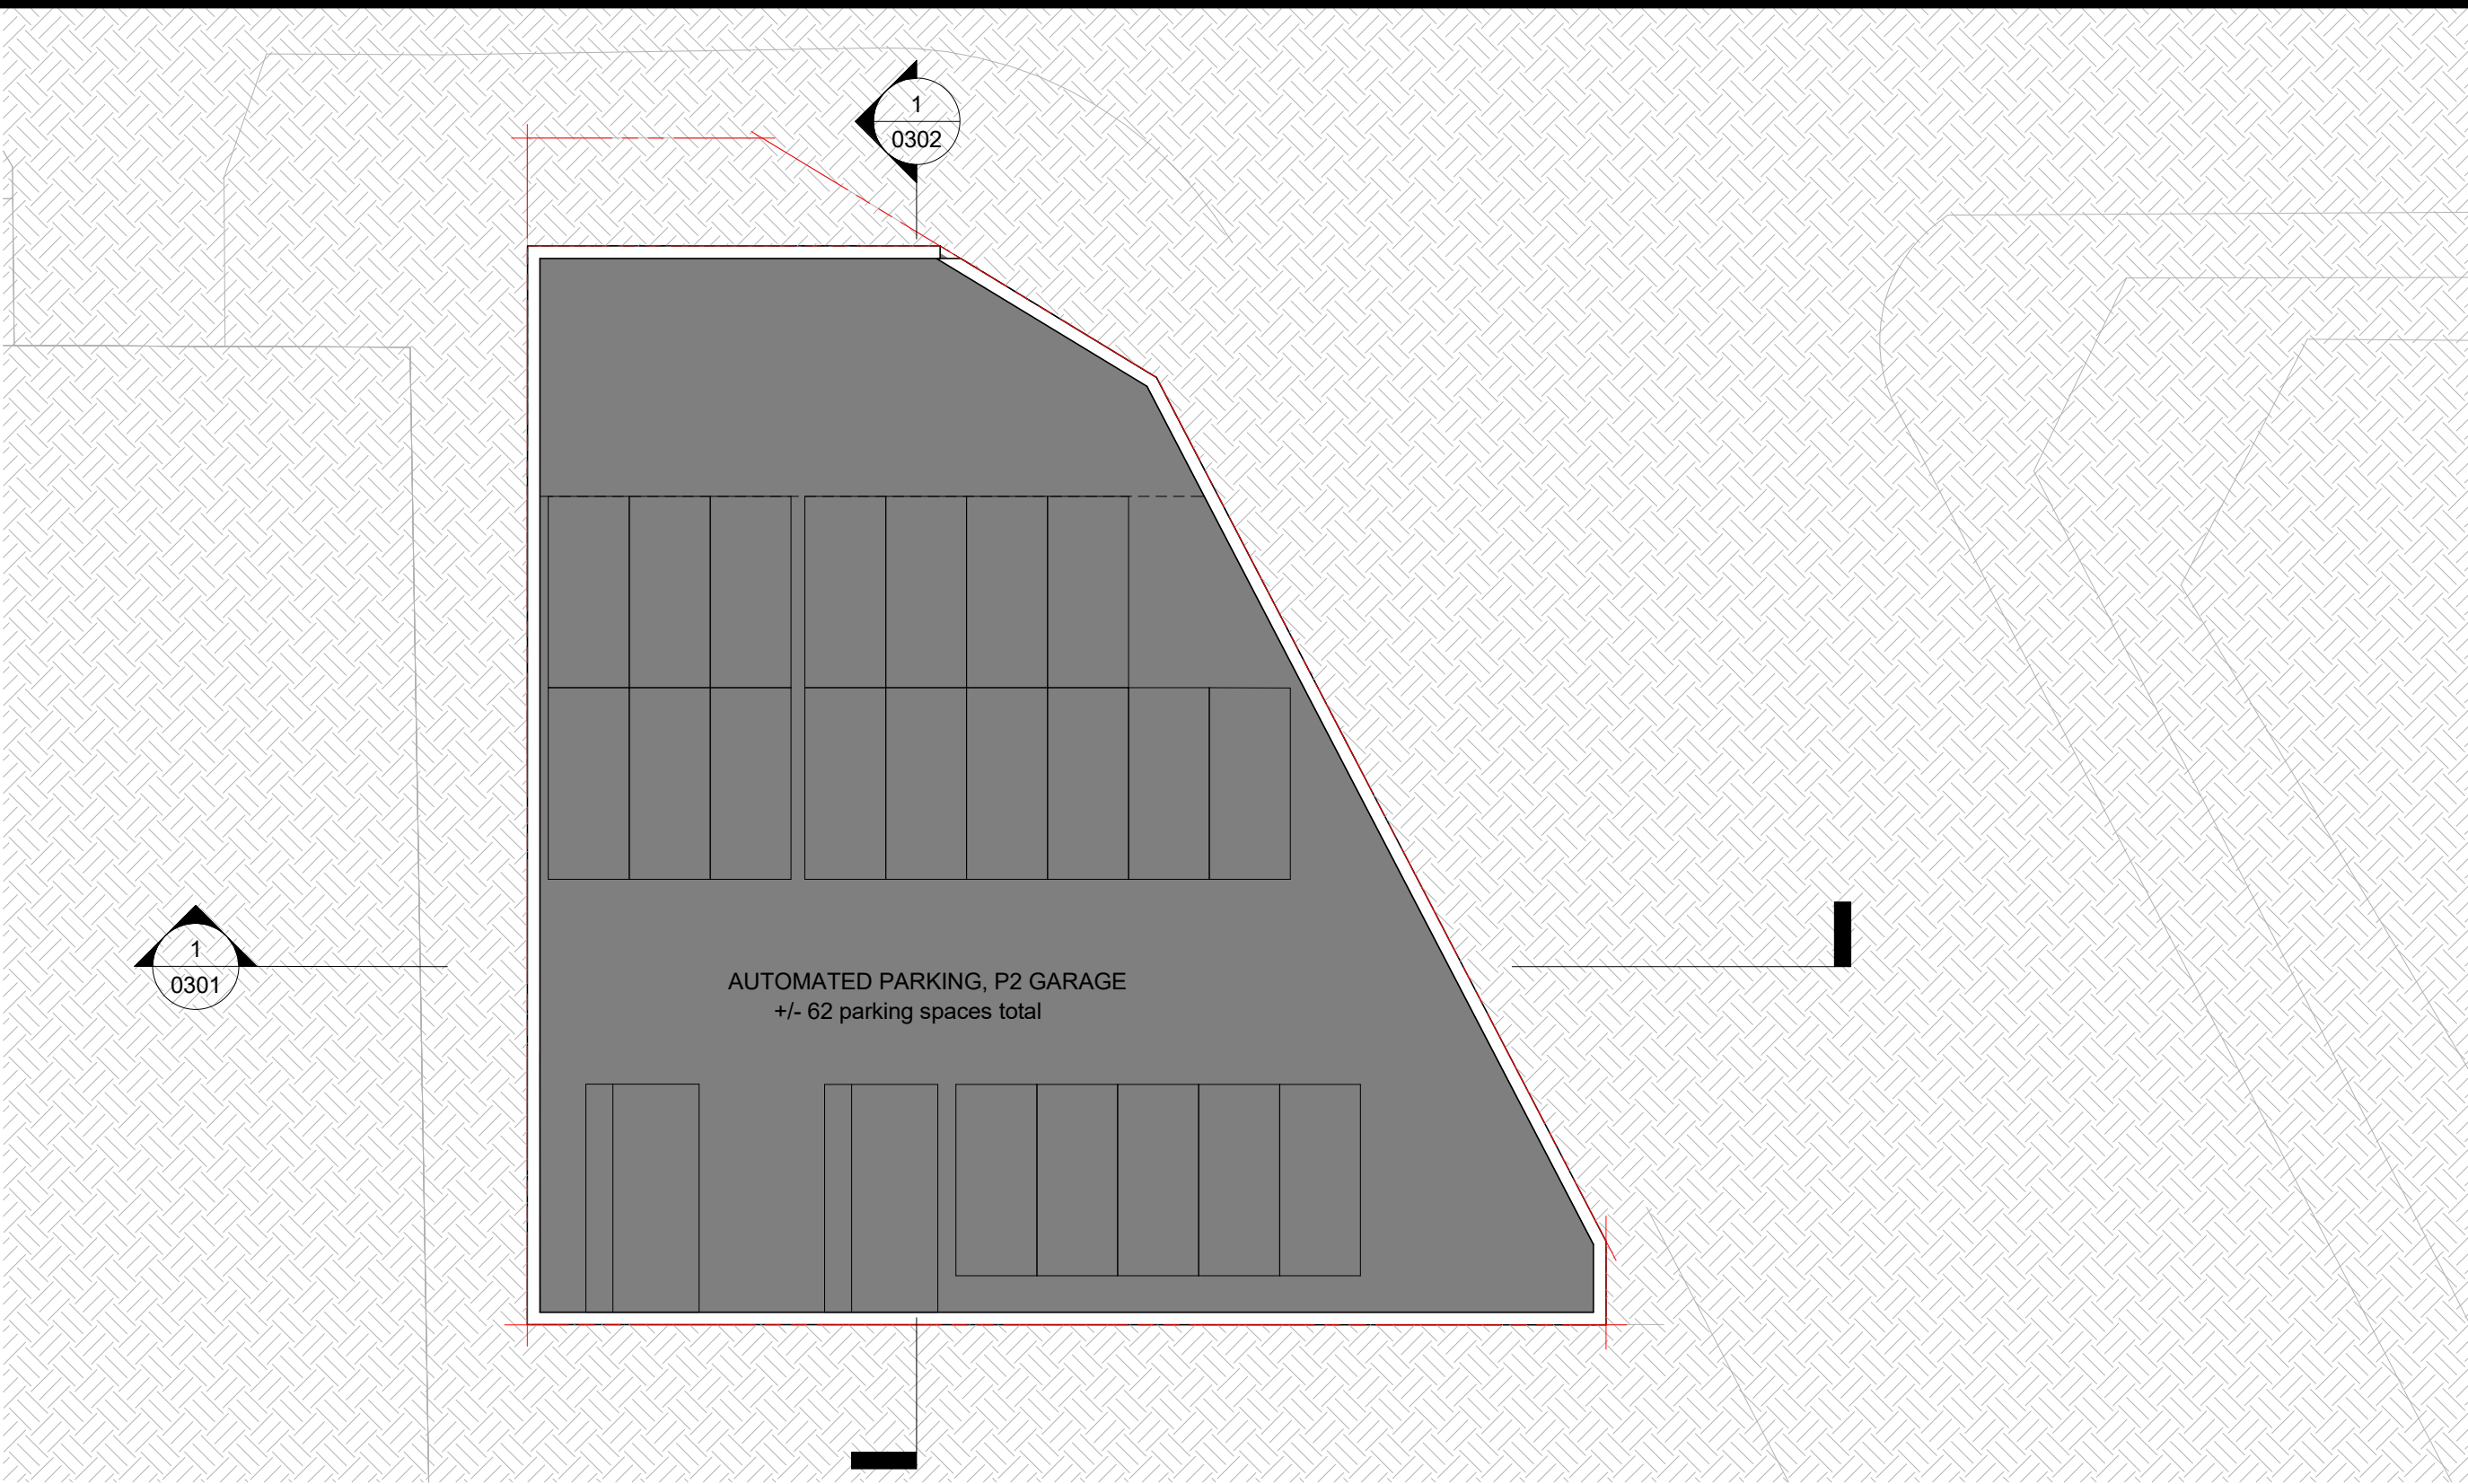 1
0302
1
0301
AUTOMATED PARKING, P2 GARAGE
+/- 62 parking spaces total